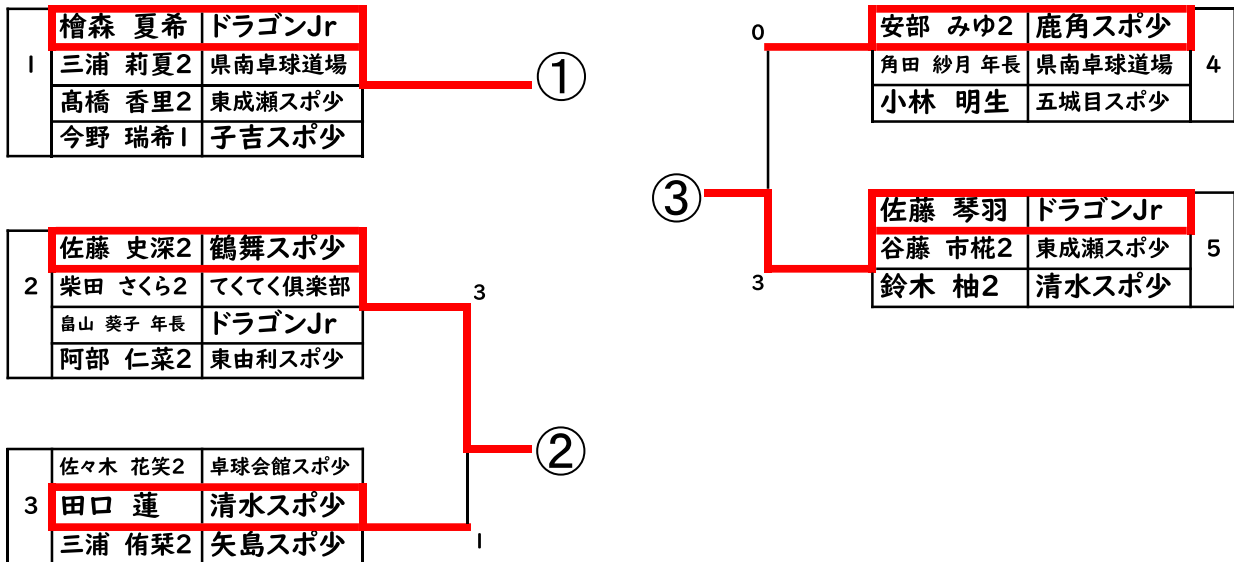 1
檜森 夏希 ドラゴンJr
三浦 莉夏2 県南卓球道場
髙橋 香里2 東成瀬スポ少
今野 瑞希1 子吉スポ少
①
2
佐藤 史深2 鶴舞スポ少
柴田 さくら2 てくてく倶楽部
畠山 葵子 年長 ドラゴンJr
阿部 仁菜2 東由利スポ少
3
②
3
佐々木 花笑2 卓球会館スポ少
田口 蓮 清水スポ少
三浦 侑栞2 矢島スポ少
1
0
安部 みゆ2 鹿角スポ少
角田 紗月 年長 県南卓球道場
小林 明生 五城目スポ少
4
③
佐藤 琴羽 ドラゴンJr
谷藤 市椛2 東成瀬スポ少
鈴木 柚2 清水スポ少
5
3